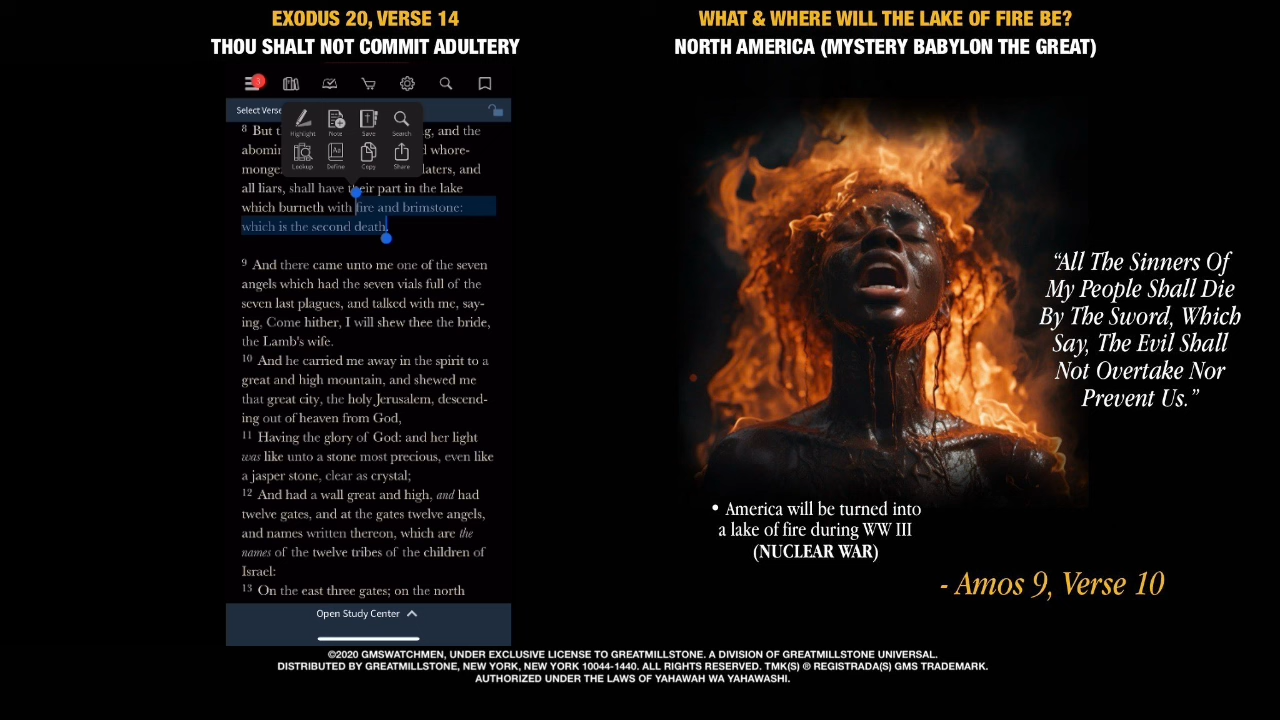 EXODUS 20, VERSE 14
THOU SHALT NOT COMMIT ADULTERY
3
Select Verse
Highlight Note Save Search
Lookup Define Copy Share
8 But ng, and the
abomin whore-
monge laters, and
all liars, shall have their part in the lake
which burneth with fire and brimstone:
which is the second death.
9 And there came unto me one of the seven
angels which had the seven vials full of the
seven last plagues, and talked with me, say-
ing, Come hither, I will shew thee the bride,
the Lamb's wife.
10 And he carried me away in the spirit to a
great and high mountain, and shewed me
that great city, the holy Jerusalem, descend-
ing out of heaven from God,
11 Having the glory of God: and her light
was like unto a stone most precious, even like
a jasper stone, clear as crystal;
12 And had a wall great and high, and had
twelve gates, and at the gates twelve angels,
and names written thereon, which are the
names of the twelve tribes of the children of
Israel:
13 On the east three gates; on the north
Open Study Center
WHAT & WHERE WILL THE LAKE OF FIRE BE?
NORTH AMERICA (MYSTERY BABYLON THE GREAT)
“All The Sinners Of
My People Shall Die
By The Sword, Which
Say, The Evil Shall
Not Overtake Nor
Prevent Us.”
• America will be turned into
a lake of fire during WW III
(NUCLEAR WAR)
- Amos 9, Verse 10
©2020 GMSWATCHMEN, UNDER EXCLUSIVE LICENSE TO GREATMILLSTONE. A DIVISION OF GREATMILLSTONE UNIVERSAL.
DISTRIBUTED BY GREATMILLSTONE, NEW YORK, NEW YORK 10044-1440. ALL RIGHTS RESERVED. TMK(S) ® REGISTRADA(S) GMS TRADEMARK.
AUTHORIZED UNDER THE LAWS OF YAHAWAH WA YAHAWASHI.